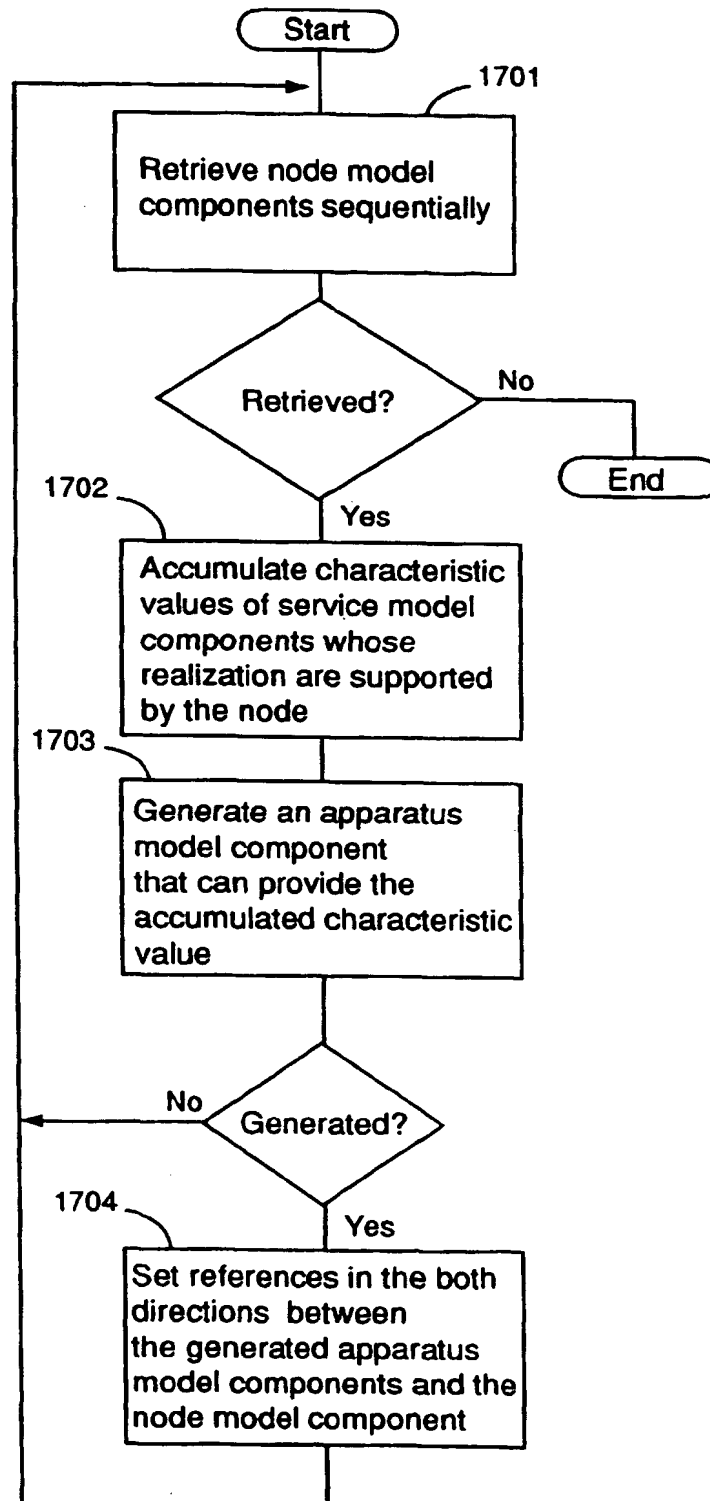 Start
1701
Retrieve node model
components sequentially
Retrieved?
No
End
1702
Yes
Accumulate characteristic
values of service model
components whose
realization are supported
by the node
1703
Generate an apparatus
model component
that can provide the
accumulated characteristic
value
No
Generated?
1704
Yes
Set references in the both
directions between
the generated apparatus
model components and the
node model component